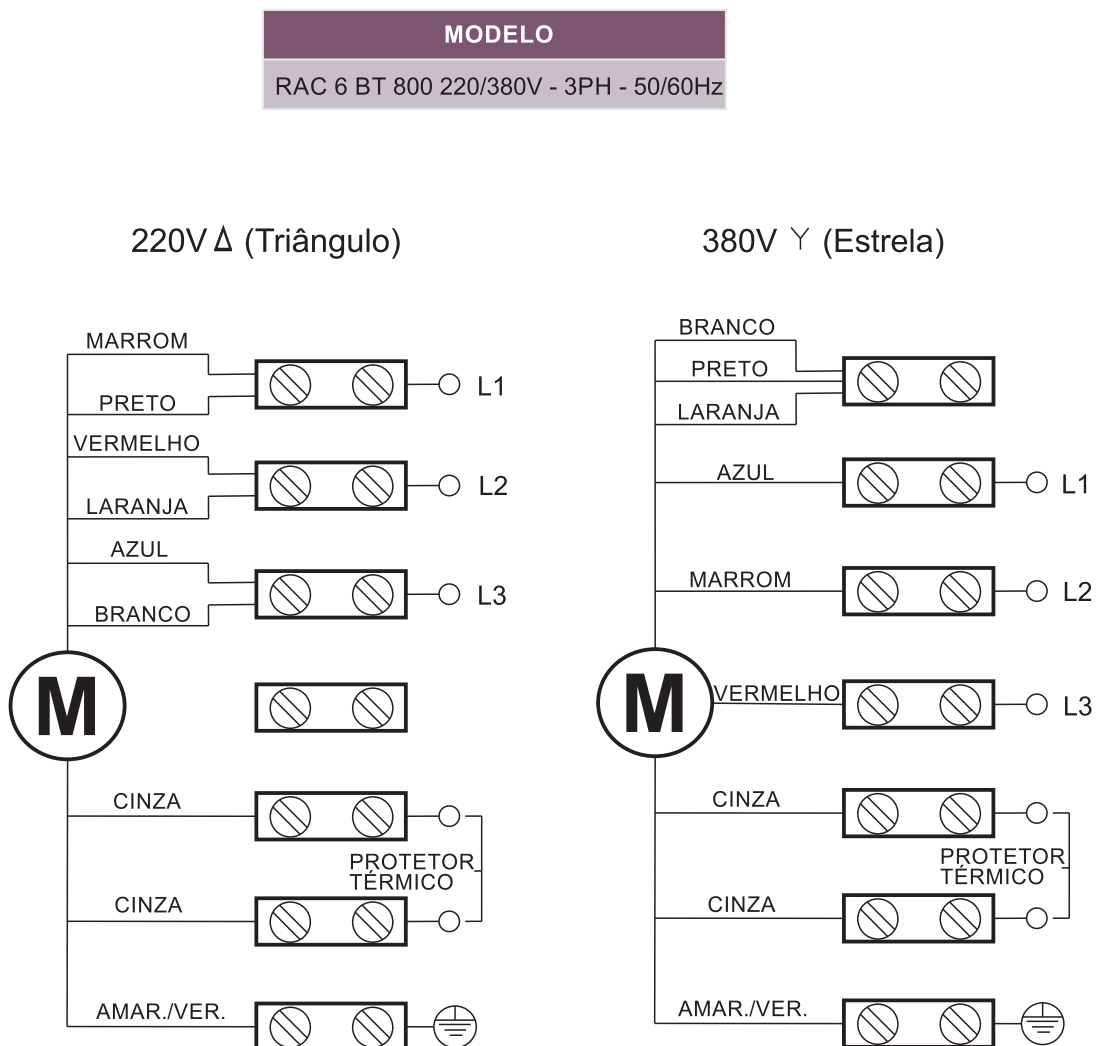 MODELO
RAC 6 BT 800 220/380V - 3PH - 50/60Hz
220V Δ (Triângulo)
MARROM
PRETO
L1
VERMELHO
LARANJA
L2
AZUL
BRANCO
L3
M
CINZA
PROTETOR
TÉRMICO
CINZA
AMAR./VER.
380V Y (Estrela)
BRANCO
PRETO
LARANJA
AZUL
L1
MARROM
L2
M
VERMELHO
L3
CINZA
PROTETOR
TÉRMICO
CINZA
AMAR./VER.